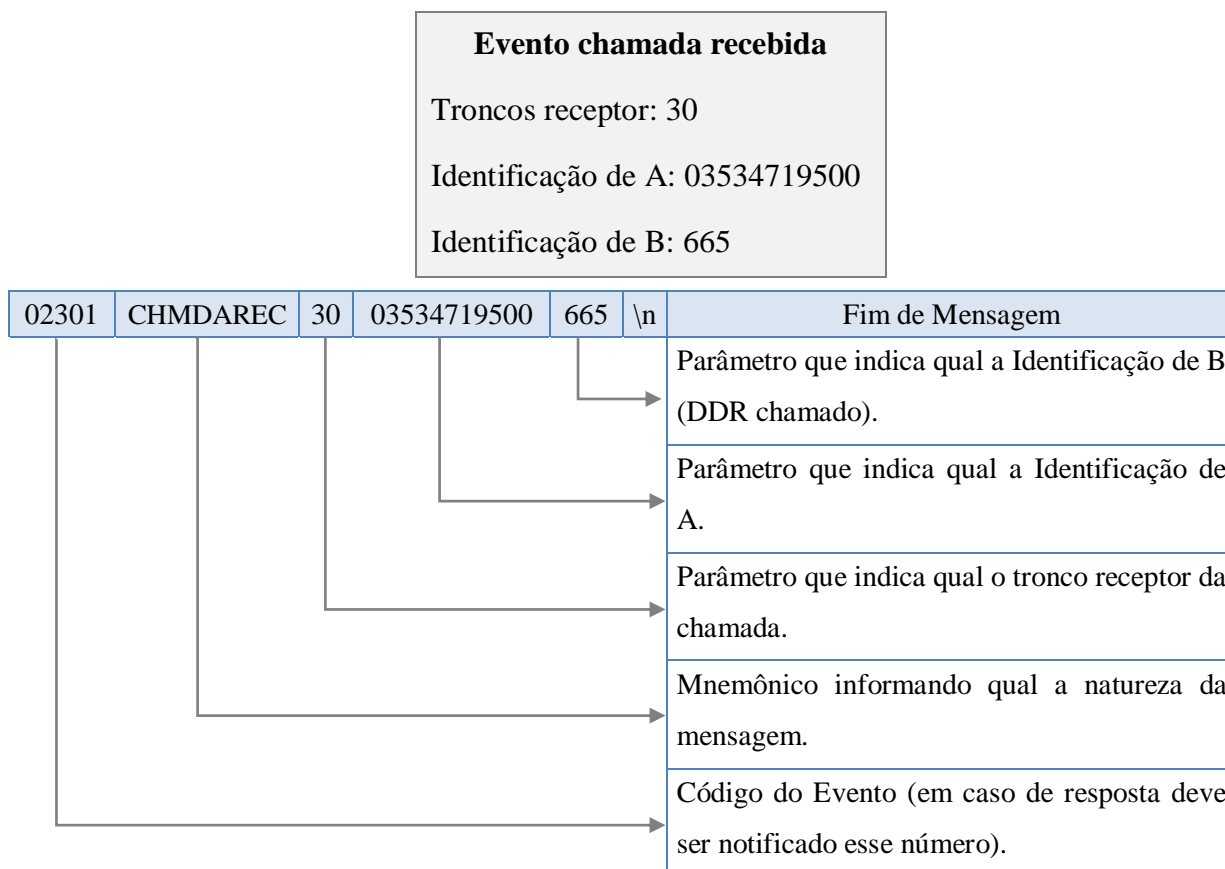 Evento chamada recebida
Troncos receptor: 30
Identificação de A: 03534719500
Identificação de B: 665
02301 CHMDAREC 30 03534719500 665 \n Fim de Mensagem
Parâmetro que indica qual a Identificação de B
(DDR chamado).
Parâmetro que indica qual a Identificação de
A.
Parâmetro que indica qual o tronco receptor da
chamada.
Mnemônico informando qual a natureza da
mensagem.
Código do Evento (em caso de resposta deve
ser notificado esse número).